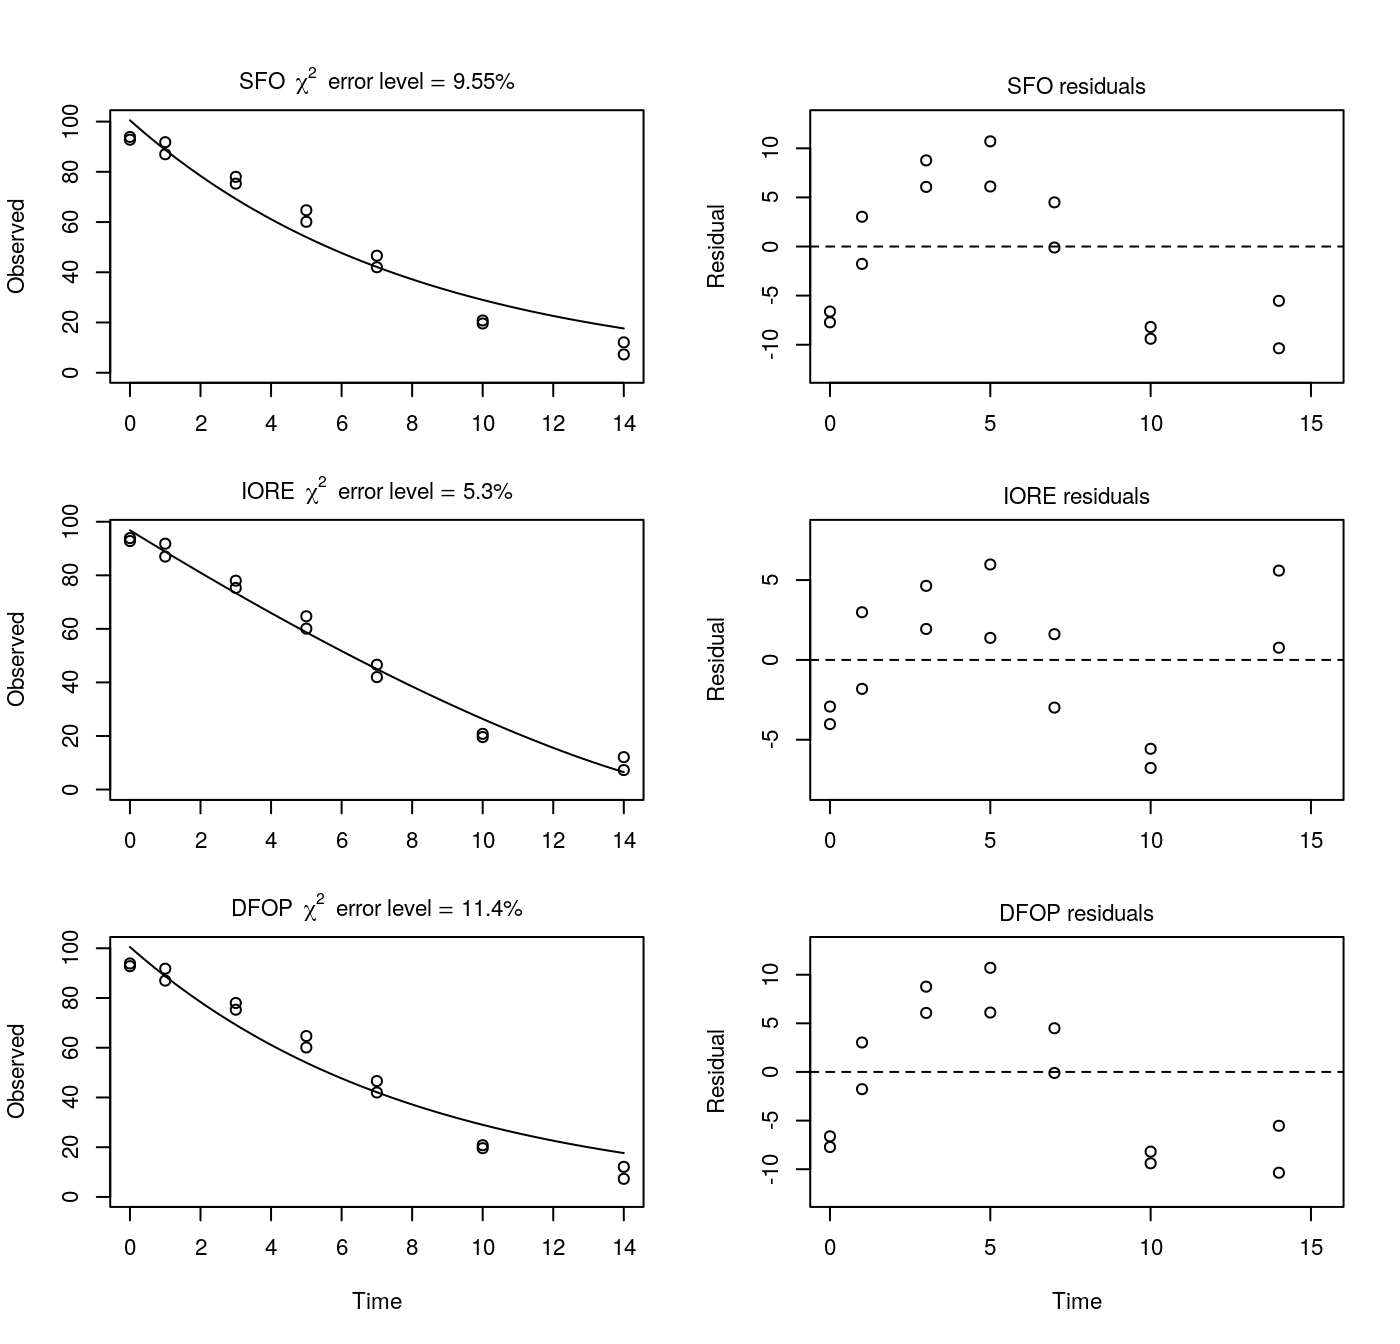 SFO χ² error level = 9.55%
Observed
100
80
60
40
20
0
0 2 4 6 8 10 12 14
SFO residuals
Residual
10
5
0
-5
-10
0 5 10 15
IORE χ² error level = 5.3%
Observed
100
80
60
40
20
0
0 2 4 6 8 10 12 14
IORE residuals
Residual
5
0
-5
0 5 10 15
DFOP χ² error level = 11.4%
Observed
100
80
60
40
20
0
0 2 4 6 8 10 12 14
Time
DFOP residuals
Residual
10
5
0
-5
-10
0 5 10 15
Time